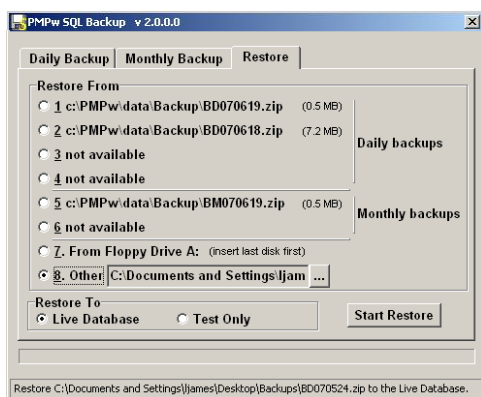 PMPw SQL Backup v 2.0.0.0
Daily Backup Monthly Backup Restore
Restore From
1 c:\PMPw\data\Backup\BD070619.zip (0.5 MB)
2 c:\PMPw\data\Backup\BD070618.zip (7.2 MB)
Daily backups
3 not available
4 not available
5 c:\PMPw\data\Backup\BM070619.zip (0.5 MB)
Monthly backups
6 not available
7. From Floppy Drive A: (insert last disk first)
8. Other C:\Documents and Settings\ljam ...
Restore To
Live Database Test Only Start Restore
Restore C:\Documents and Settings\ljames\Desktop\Backups\BD070524.zip to the Live Database.